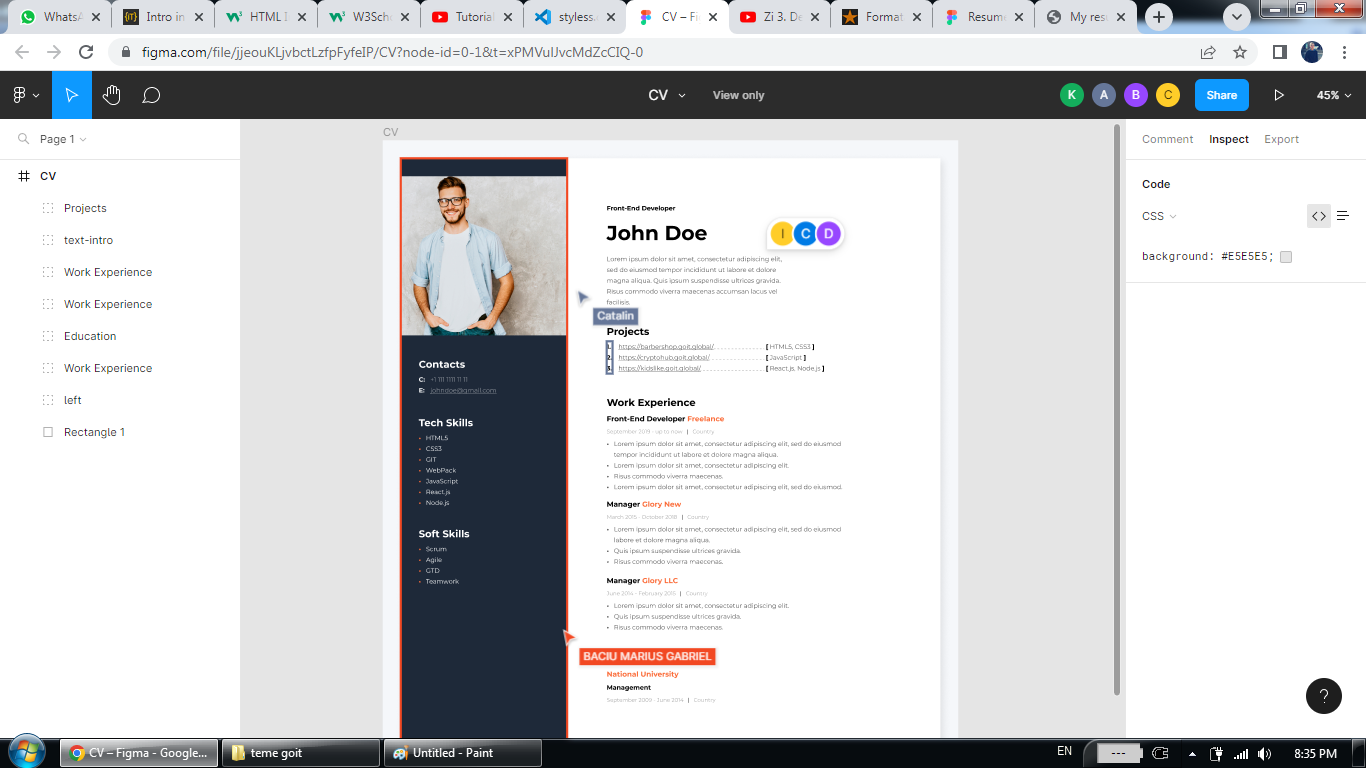 WhatsA
Intro in
HTML I
W3Scho
Tutorial
styless.c
CV – Fi
Zi 3. De
Format
Resum
My resu
figma.com/file/jjeouKLjvbctLzfpFyfeIP/CV?node-id=0-1&t=xPMVulJvcMdZcCIQ-0
CV
View only
K
A
B
C
Share
45%
Page 1
CV
Projects
text-intro
Work Experience
Work Experience
Education
Work Experience
left
Rectangle 1
CV
Contacts
C: +1 111 1111 11 11
E: johndoe@gmail.com
Tech Skills
• HTML5
• CSS3
• GIT
• WebPack
• JavaScript
• React.js
• Node.js
Soft Skills
• Scrum
• Agile
• GTD
• Teamwork
Front-End Developer
John Doe
I
C
D
Lorem ipsum dolor sit amet, consectetur adipiscing elit,
sed do eiusmod tempor incididunt ut labore et dolore
magna aliqua. Quis ipsum suspendisse ultrices gravida.
Risus commodo viverra maecenas accumsan lacus vel
facilisis.
Catalin
Projects
1. https://barbershop.goit.global/ [ HTML5, CSS3 ]
2. https://cryptohub.goit.global/ [ JavaScript ]
3. https://kidslike.goit.global/ [ React.js, Node.js ]
Work Experience
Front-End Developer Freelance
September 2019 - up to now | Country
• Lorem ipsum dolor sit amet, consectetur adipiscing elit, sed do eiusmod
tempor incididunt ut labore et dolore magna aliqua.
• Lorem ipsum dolor sit amet, consectetur adipiscing elit.
• Risus commodo viverra maecenas.
• Lorem ipsum dolor sit amet, consectetur adipiscing elit, sed do eiusmod.
Manager Glory New
March 2015 - October 2018 | Country
• Lorem ipsum dolor sit amet, consectetur adipiscing elit, sed do eiusmod
labore et dolore magna aliqua.
• Quis ipsum suspendisse ultrices gravida.
• Risus commodo viverra maecenas.
Manager Glory LLC
June 2014 - February 2015 | Country
• Lorem ipsum dolor sit amet, consectetur adipiscing elit.
• Quis ipsum suspendisse ultrices gravida.
• Risus commodo viverra maecenas.
BACIU MARIUS GABRIEL
National University
Management
September 2009 - June 2014 | Country
Comment
Inspect
Export
Code
CSS
background: #E5E5E5;
?
CV – Figma - Google...
teme goit
Untitled - Paint
EN
---
8:35 PM